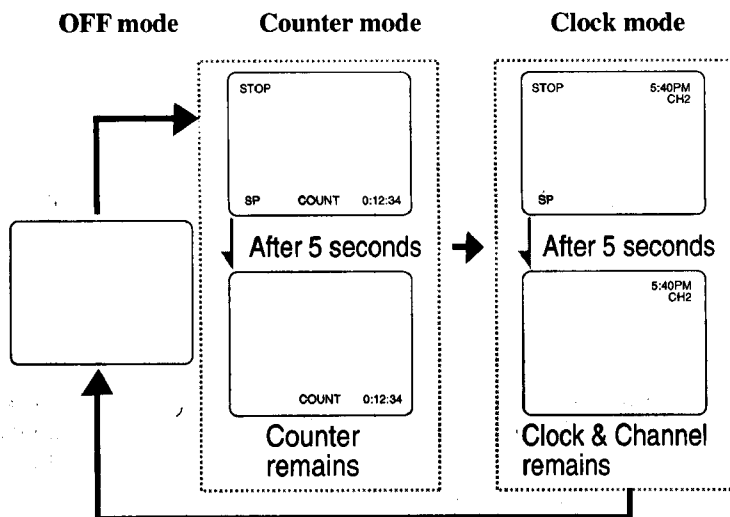 OFF mode
Counter mode
Clock mode
STOP
SP COUNT 0:12:34
After 5 seconds
COUNT 0:12:34
Counter
remains
STOP 5:40PM
CH2
SP
After 5 seconds
5:40PM
CH2
Clock & Channel
remains